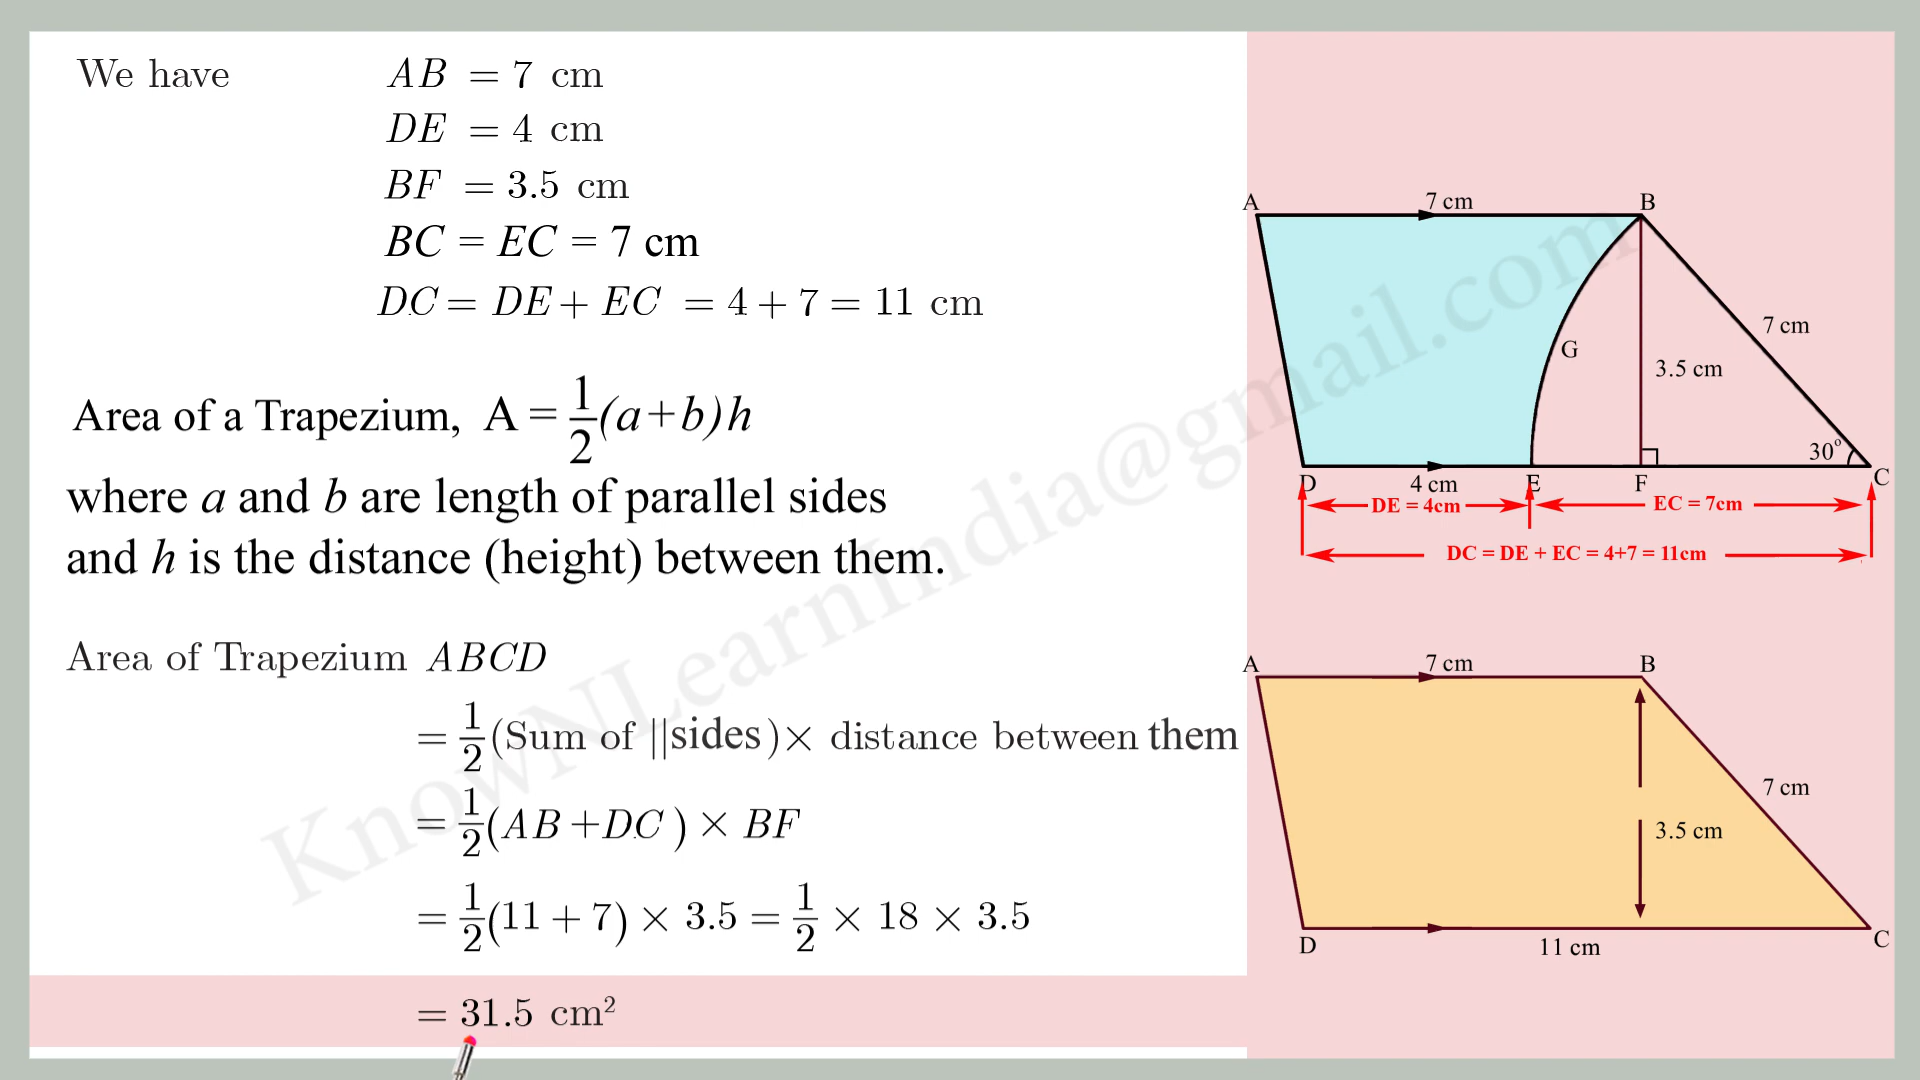 We have AB = 7 cm
DE = 4 cm
BF = 3.5 cm
BC = EC = 7 cm
DC = DE + EC = 4 + 7 = 11 cm
Area of a Trapezium, A = 1/2 (a+b)h
where a and b are length of parallel sides
and h is the distance (height) between them.
Area of Trapezium ABCD
= 1/2 (Sum of ||sides) × distance between them
= 1/2 (AB + DC) × BF
= 1/2 (11 + 7) × 3.5 = 1/2 × 18 × 3.5
= 31.5 cm²
A 7 cm B
7 cm
G
3.5 cm
30°
D 4 cm E F C
DE = 4cm EC = 7cm
DC = DE + EC = 4+7 = 11cm
A 7 cm B
7 cm
3.5 cm
D 11 cm C
KnowNLearnIndia@gmail.com